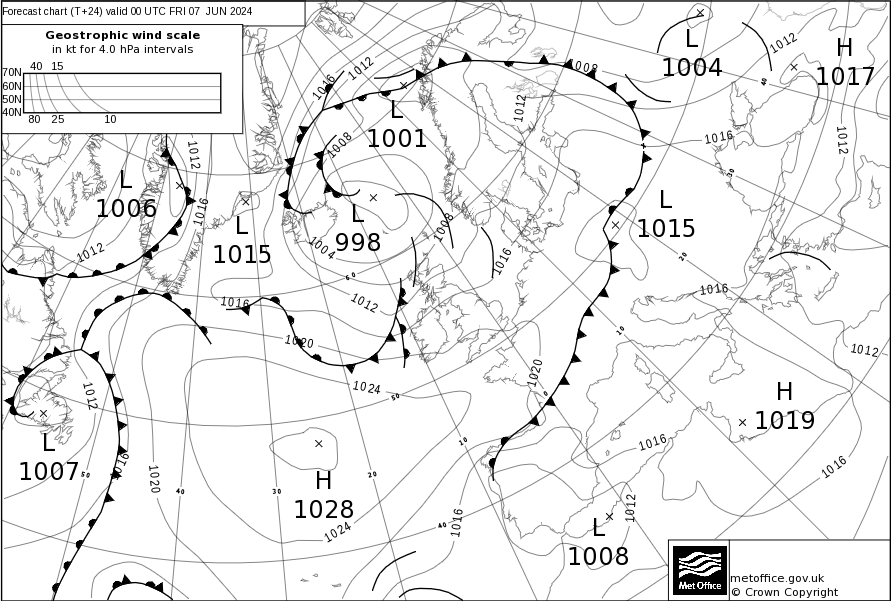 Forecast chart (T+24) valid 00 UTC FRI 07 JUN 2024
Geostrophic wind scale
in kt for 4.0 hPa intervals
40 15
70N
60N
50N
40N
80 25 10
L
1004
H
1017
L
1001
L
1006
L
1015
L
998
L
1015
H
1019
L
1007
H
1028
L
1008
1016
1012
1008
1012
1008
1012
1016
1012
1016
1012
1004
1008
1016
1012
1016
1012
1016
1020
1024
1020
1012
1016
1020
1024
1016
1016
1012
1012
1016
60
50
50
40
30
20
10
40
0
10
20
30
40
Met Office
metoffice.gov.uk
© Crown Copyright